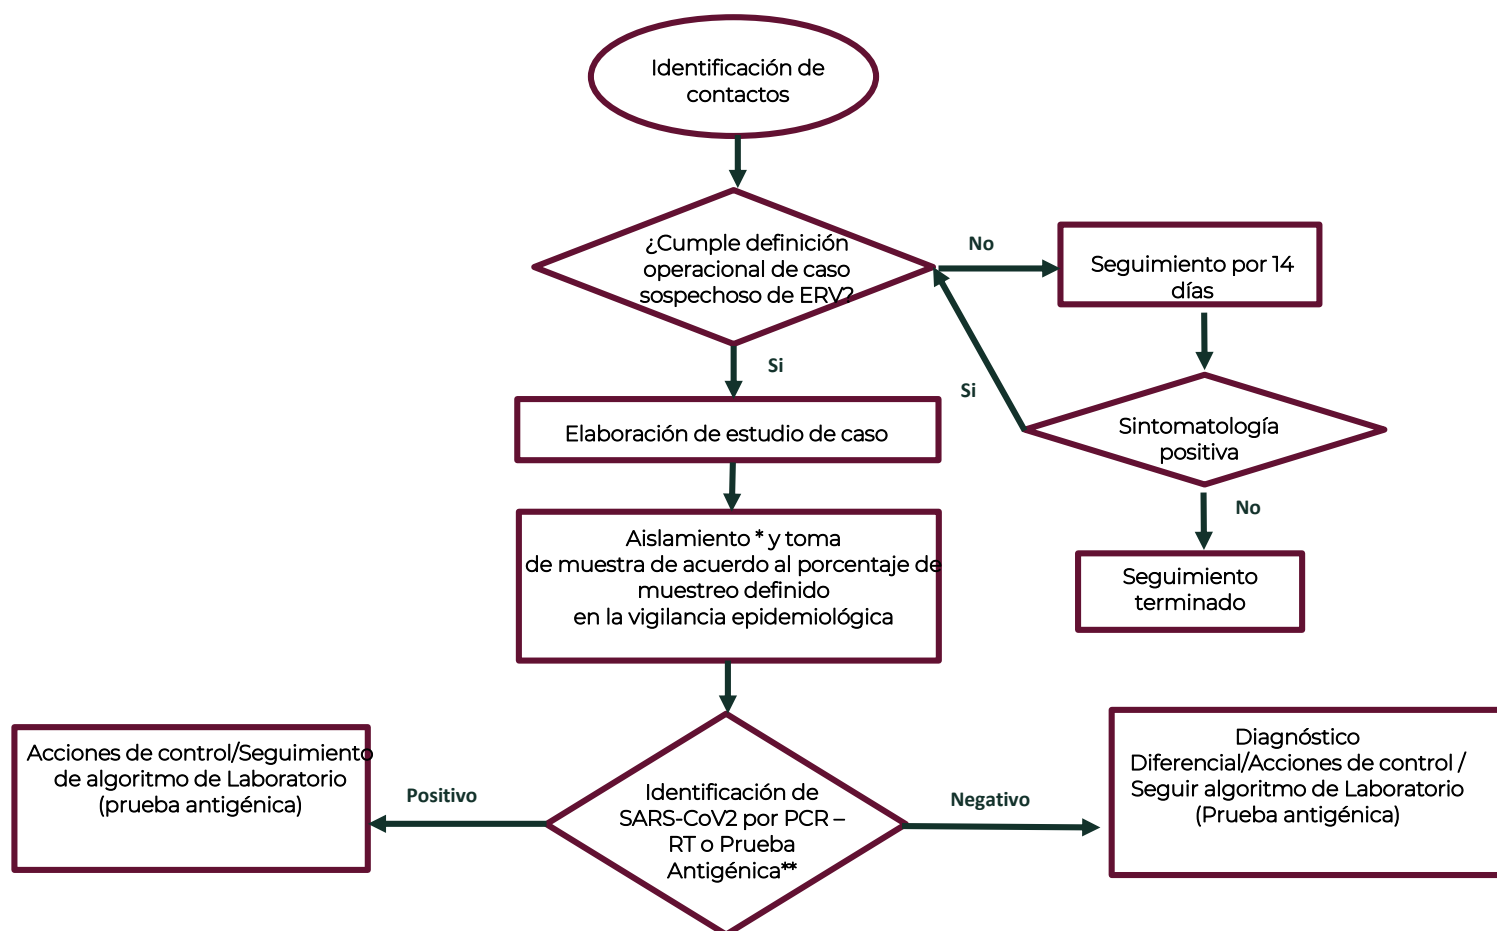 Identificación de
contactos
¿Cumple definición
operacional de caso
sospechoso de ERV?
No
Seguimiento por 14
días
Si
Si
Sintomatología
positiva
Elaboración de estudio de caso
No
Aislamiento * y toma
de muestra de acuerdo al porcentaje de
muestreo definido
en la vigilancia epidemiológica
Seguimiento
terminado
Acciones de control/Seguimiento
de algoritmo de Laboratorio
(prueba antigénica)
Positivo
Identificación de
SARS-CoV2 por PCR –
RT o Prueba
Antigénica**
Negativo
Diagnóstico
Diferencial/Acciones de control /
Seguir algoritmo de Laboratorio
(Prueba antigénica)